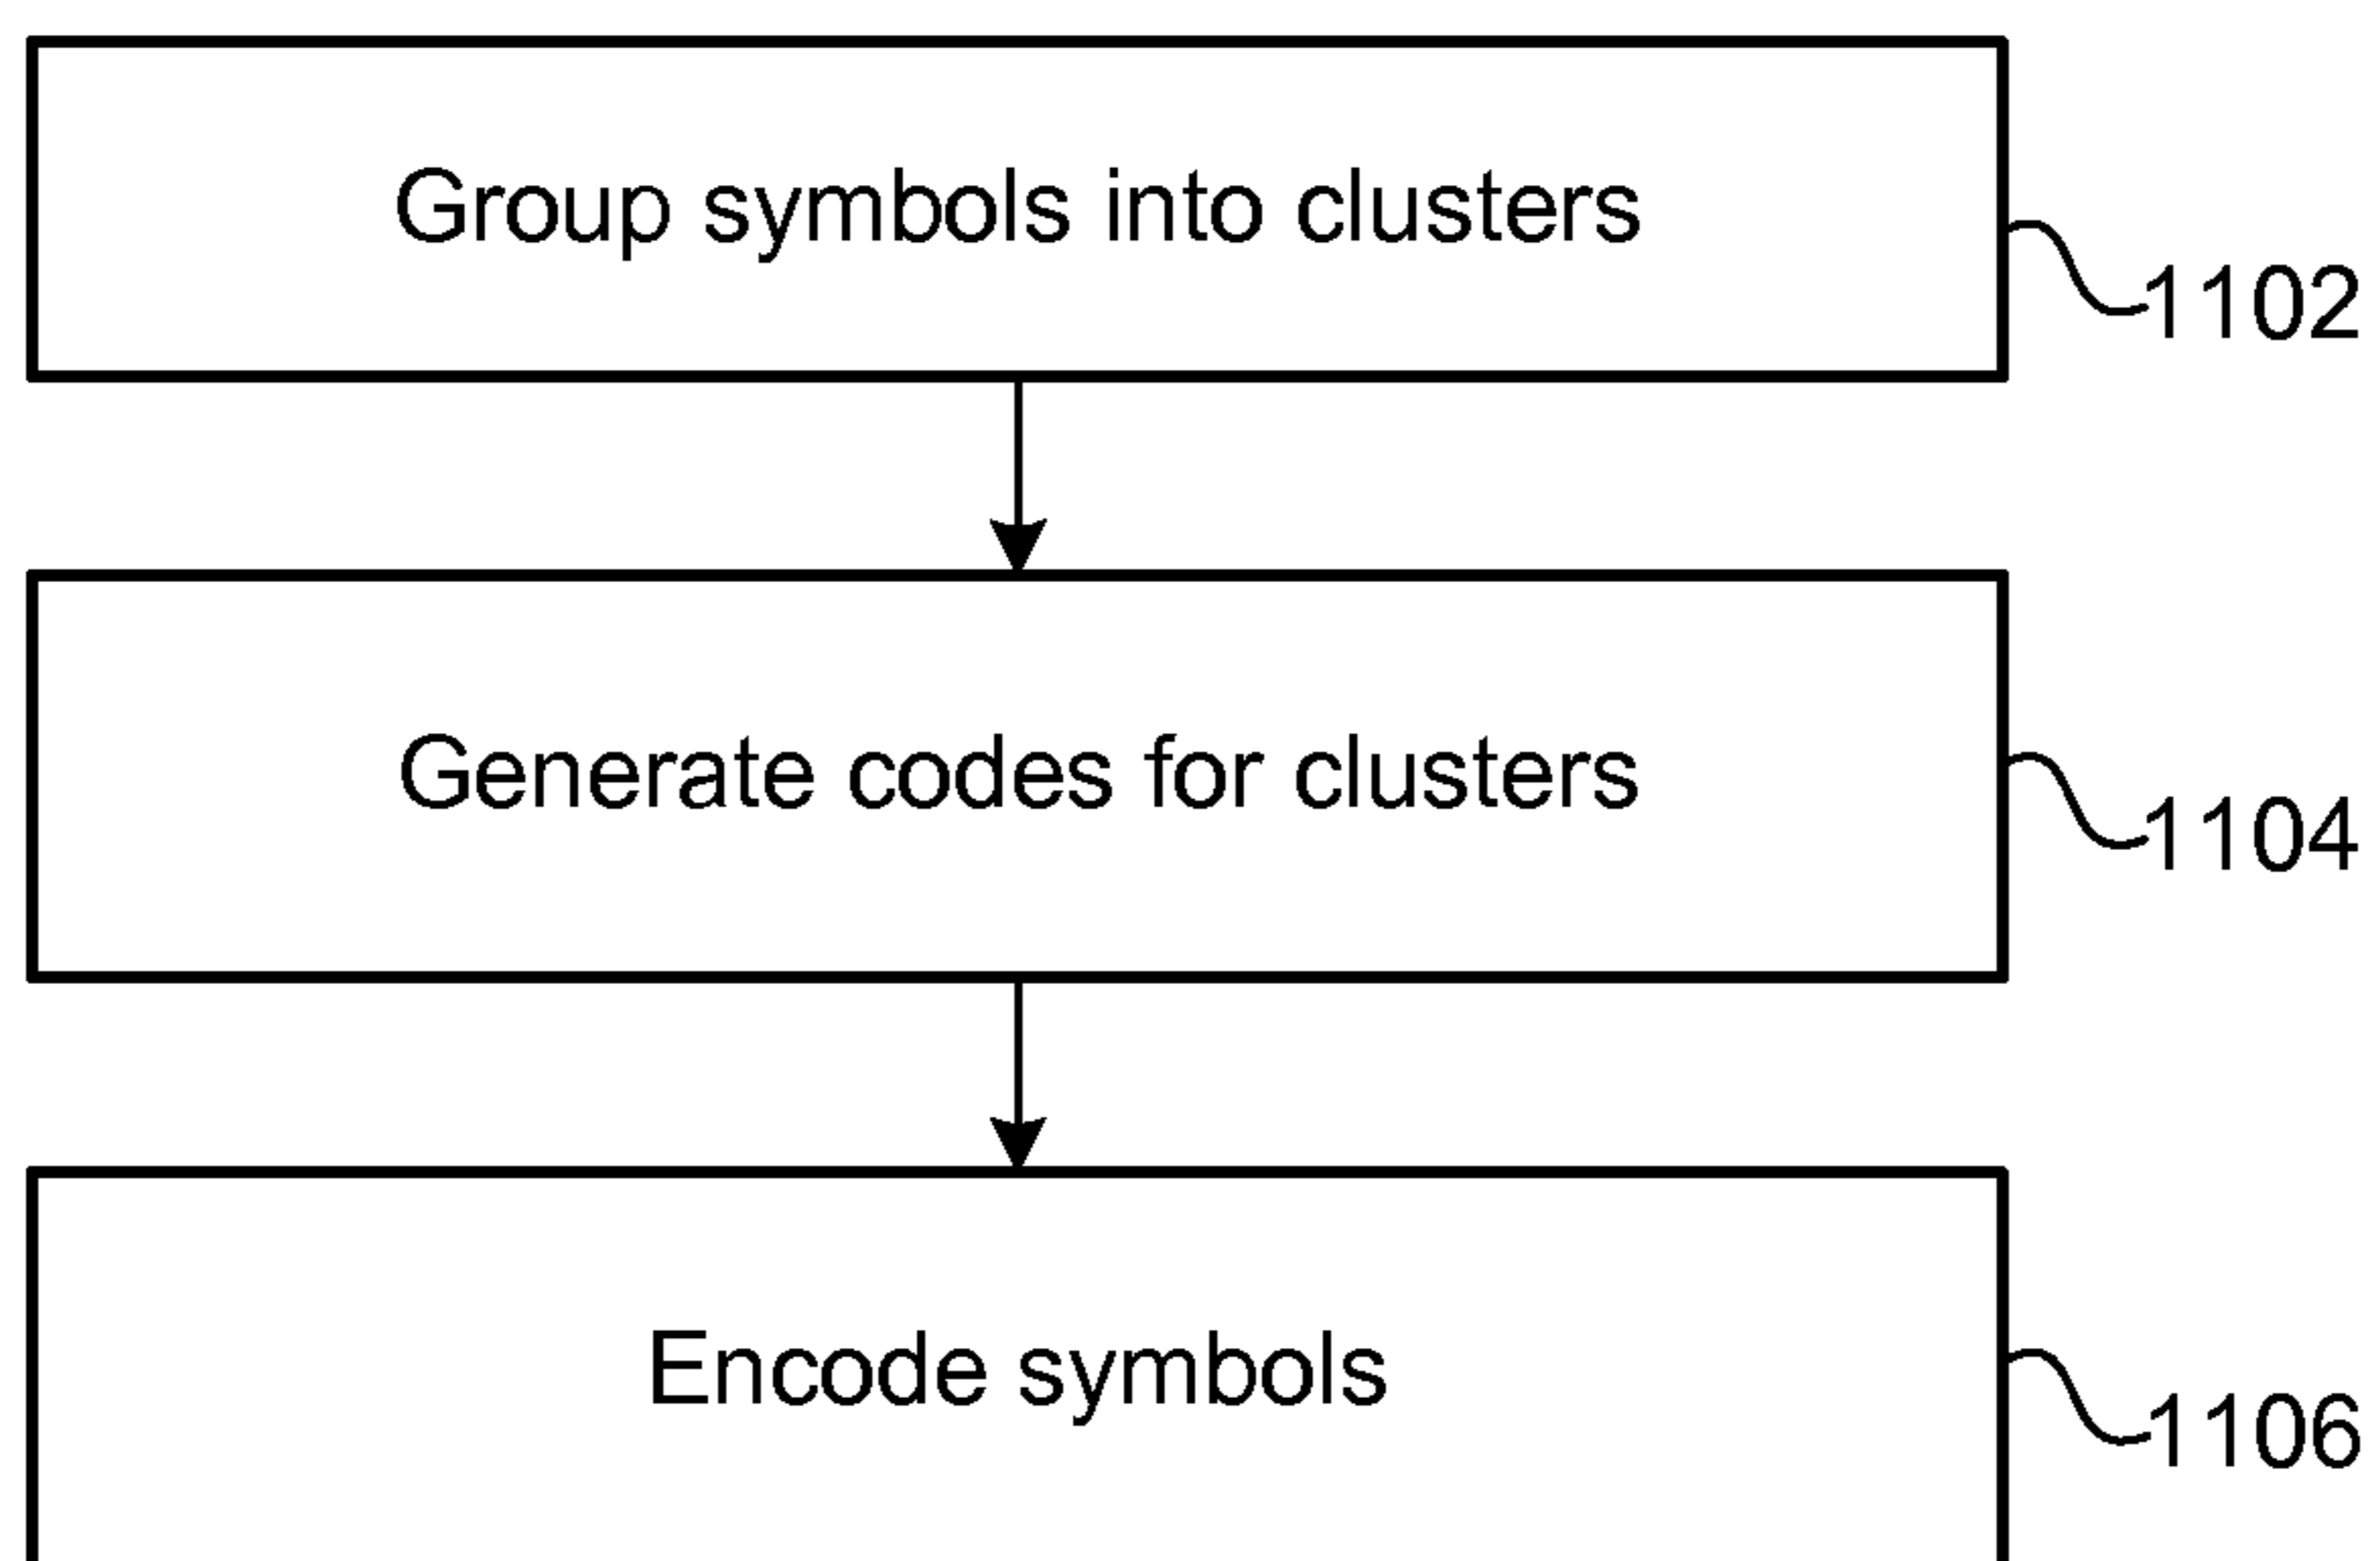 Group symbols into clusters
1102
Generate codes for clusters
1104
Encode symbols
1106